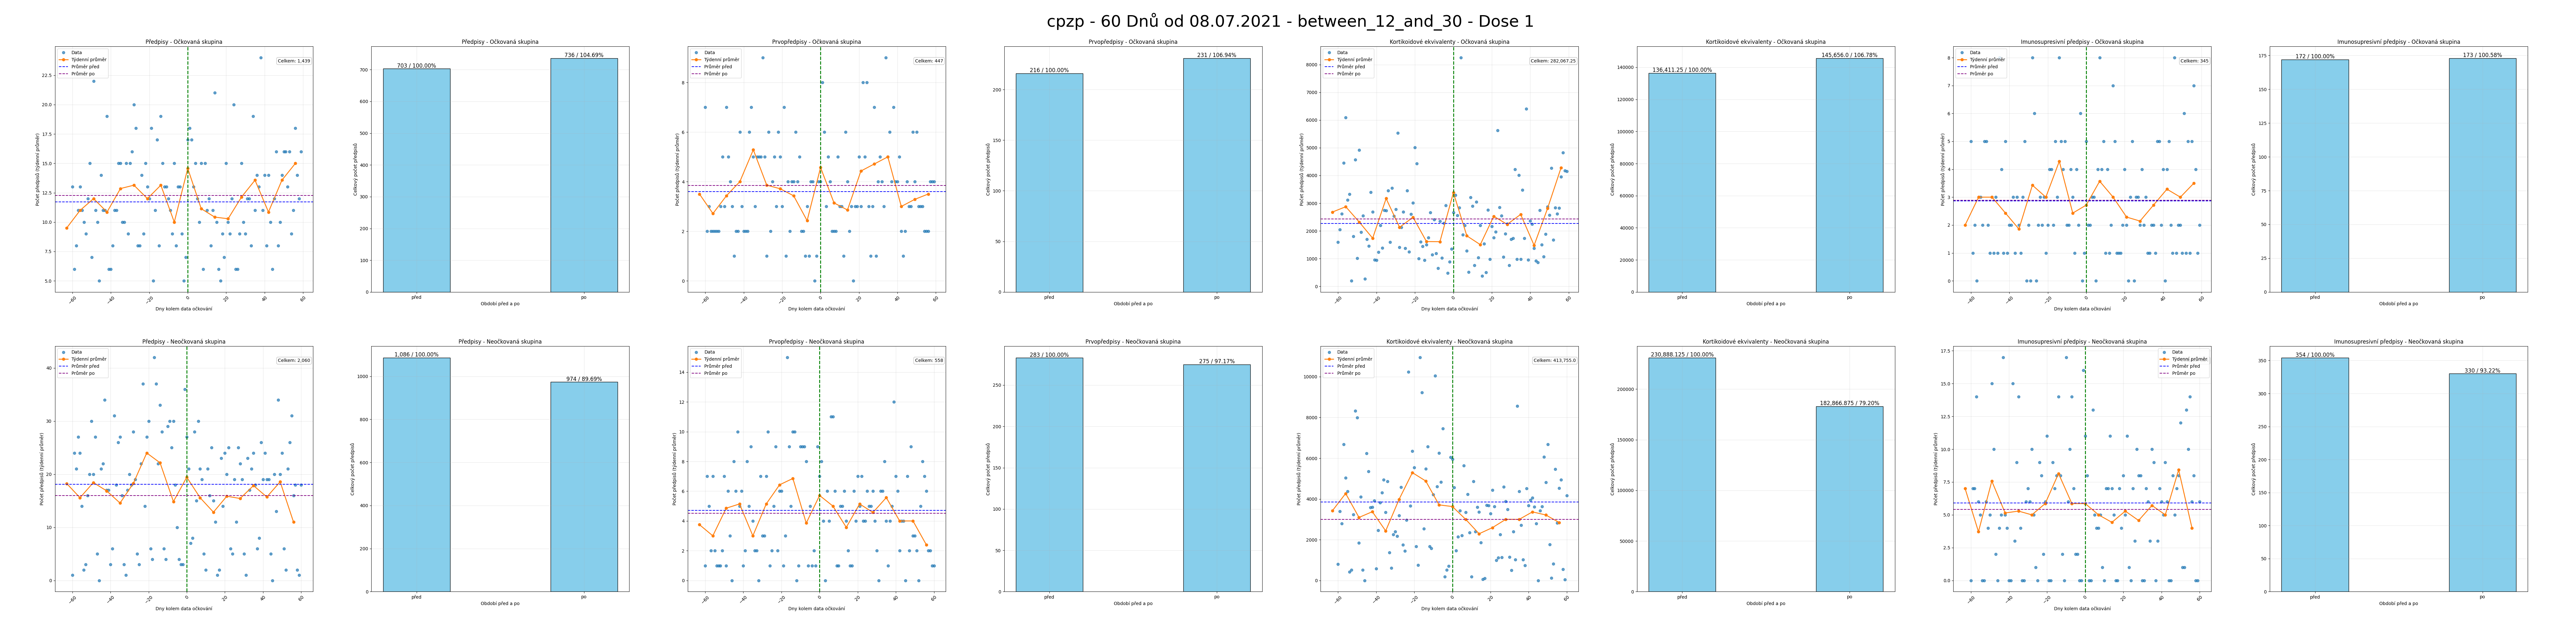 cpzp - 60 Dnů od 08.07.2021 - between_12_and_30 - Dose 1
Předpisy - Očkovaná skupina
Data
Týdenní průměr
Průměr před
Průměr po
Celkem: 1,439
Počet předpisů (týdenní průměr)
Dny kolem data očkování
Předpisy - Očkovaná skupina
703 / 100.00%
736 / 104.69%
Celkový počet předpisů
před
po
Období před a po
Prvopředpisy - Očkovaná skupina
Data
Týdenní průměr
Průměr před
Průměr po
Celkem: 447
Počet předpisů (týdenní průměr)
Dny kolem data očkování
Prvopředpisy - Očkovaná skupina
216 / 100.00%
231 / 106.94%
Celkový počet předpisů
před
po
Období před a po
Kortikoidové ekvivalenty - Očkovaná skupina
Data
Týdenní průměr
Průměr před
Průměr po
Celkem: 282,067.25
Počet předpisů (týdenní průměr)
Dny kolem data očkování
Kortikoidové ekvivalenty - Očkovaná skupina
136,411.25 / 100.00%
145,656.0 / 106.78%
Celkový počet předpisů
před
po
Období před a po
Imunosupresivní předpisy - Očkovaná skupina
Data
Týdenní průměr
Průměr před
Průměr po
Celkem: 345
Počet předpisů (týdenní průměr)
Dny kolem data očkování
Imunosupresivní předpisy - Očkovaná skupina
172 / 100.00%
173 / 100.58%
Celkový počet předpisů
před
po
Období před a po
Předpisy - Neočkovaná skupina
Data
Týdenní průměr
Průměr před
Průměr po
Celkem: 2,060
Počet předpisů (týdenní průměr)
Dny kolem data očkování
Předpisy - Neočkovaná skupina
1,086 / 100.00%
974 / 89.69%
Celkový počet předpisů
před
po
Období před a po
Prvopředpisy - Neočkovaná skupina
Data
Týdenní průměr
Průměr před
Průměr po
Celkem: 558
Počet předpisů (týdenní průměr)
Dny kolem data očkování
Prvopředpisy - Neočkovaná skupina
283 / 100.00%
275 / 97.17%
Celkový počet předpisů
před
po
Období před a po
Kortikoidové ekvivalenty - Neočkovaná skupina
Data
Týdenní průměr
Průměr před
Průměr po
Celkem: 413,755.0
Počet předpisů (týdenní průměr)
Dny kolem data očkování
Kortikoidové ekvivalenty - Neočkovaná skupina
230,888.125 / 100.00%
182,866.875 / 79.20%
Celkový počet předpisů
před
po
Období před a po
Imunosupresivní předpisy - Neočkovaná skupina
Data
Týdenní průměr
Průměr před
Průměr po
Počet předpisů (týdenní průměr)
Dny kolem data očkování
Imunosupresivní předpisy - Neočkovaná skupina
354 / 100.00%
330 / 93.22%
Celkový počet předpisů
před
po
Období před a po